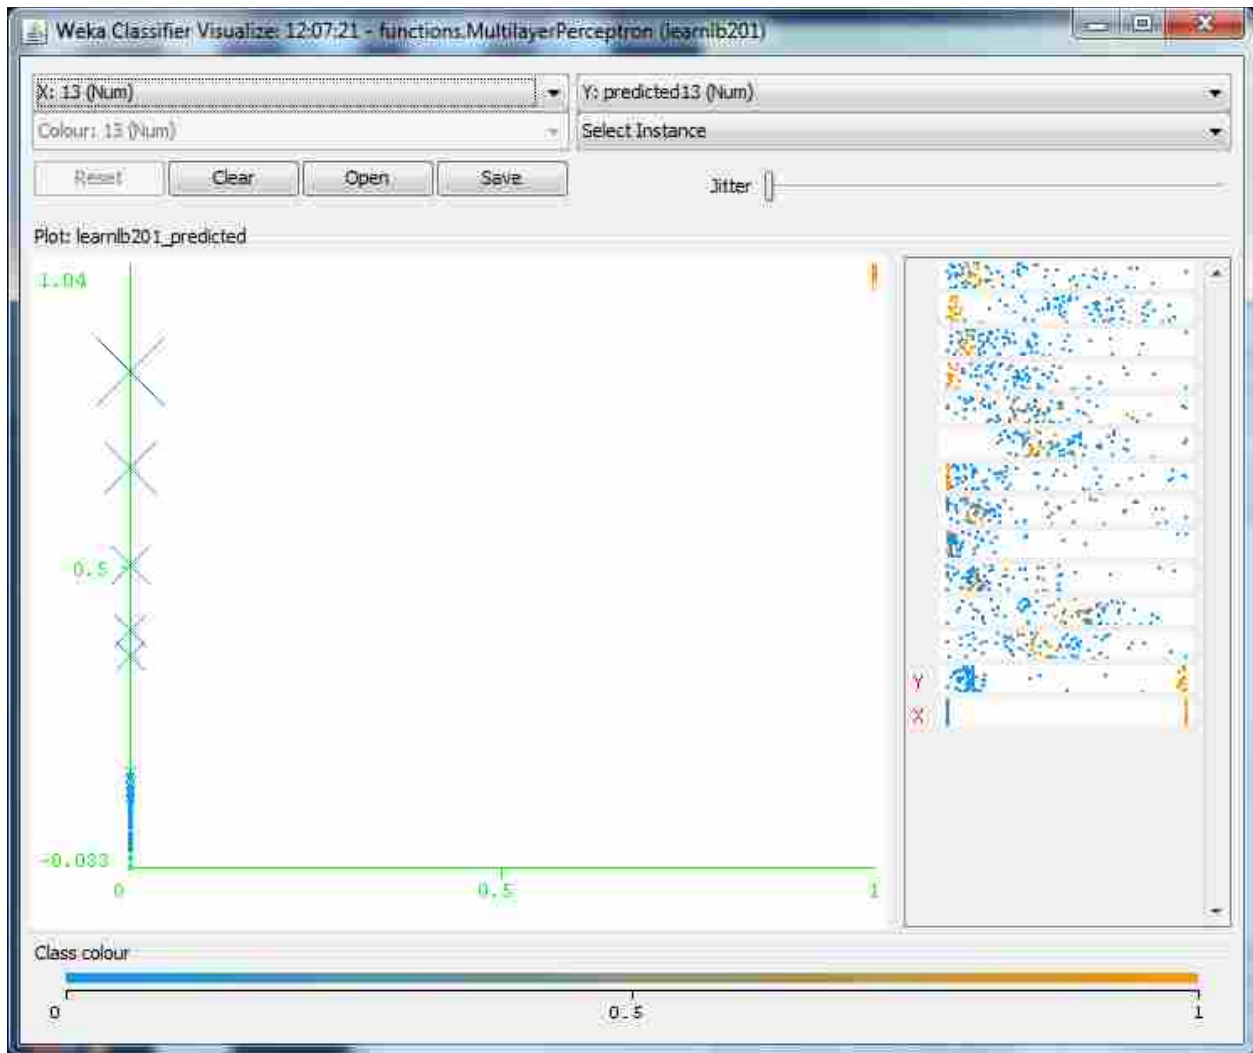 Weka Classifier Visualize: 12:07:21 - functions.MultilayerPerceptron (learnlb201)
X: 13 (Num)
Y: predicted13 (Num)
Colour: 13 (Num)
Select Instance
Reset
Clear
Open
Save
Jitter
Plot: learnlb201_predicted
1.04
0.5
-0.033
0
0.5
1
Y
X
Class colour
0
0.5
1